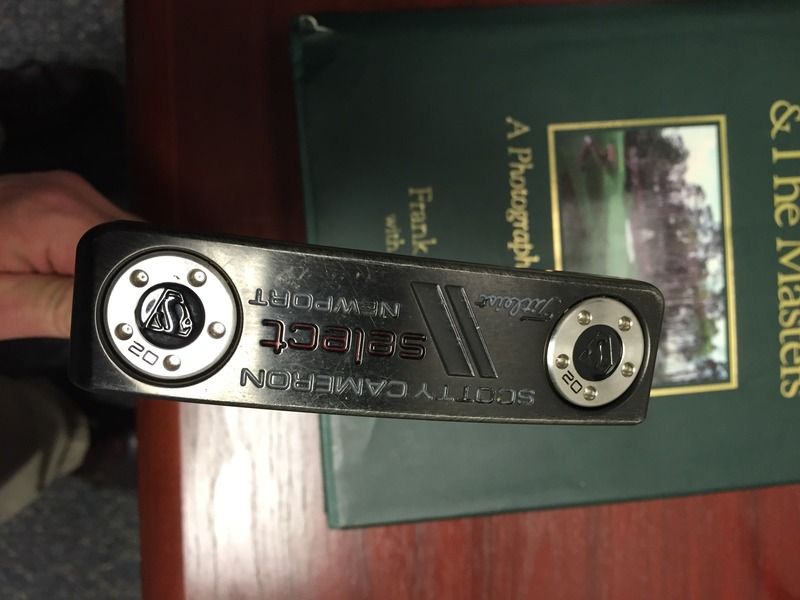 SCOTTY CAMERON
select
NEWPORT
Titleist
20
20
& The Masters
A Photograph
Frank
with